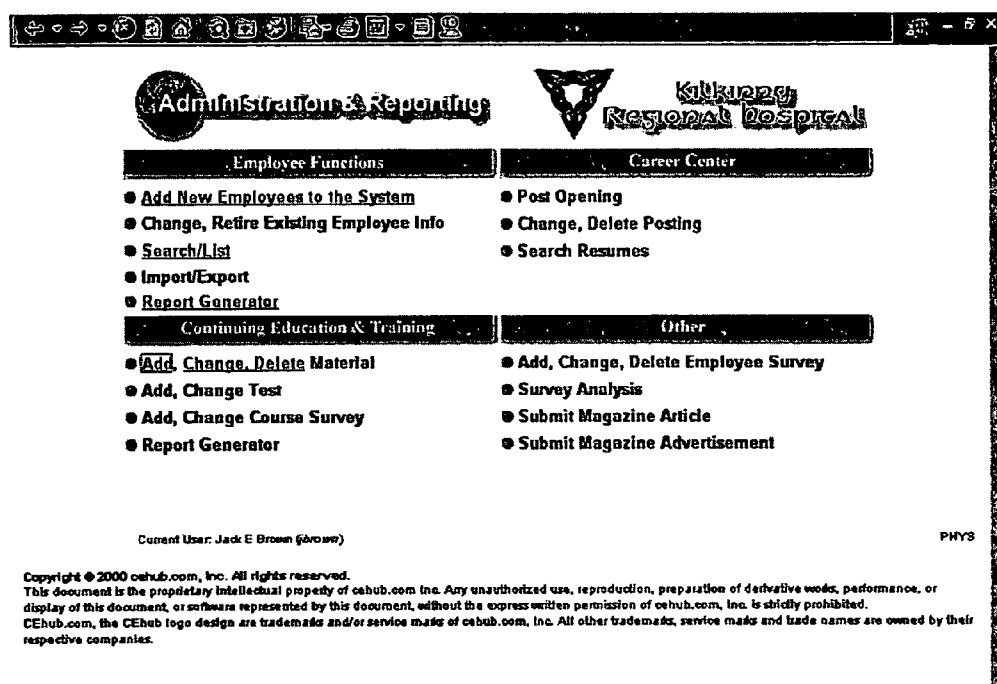 Administration & Reporting
Kilkenny
Regional Hospital
Employee Functions
Add New Employees to the System
Change, Retire Existing Employee Info
Search/List
Import/Export
Report Generator
Career Center
Post Opening
Change, Delete Posting
Search Resumes
Continuing Education & Training
Add, Change, Delete Material
Add, Change Test
Add, Change Course Survey
Report Generator
Other
Add, Change, Delete Employee Survey
Survey Analysis
Submit Magazine Article
Submit Magazine Advertisement
Current User: Jack E Brown (jbrown)
PHYS
Copyright © 2000 cehub.com, Inc. All rights reserved.
This document is the proprietary intellectual property of cehub.com Inc. Any unauthorized use, reproduction, preparation of derivative works, performance, or
display of this document, or software represented by this document, without the express written permission of cehub.com, Inc. is strictly prohibited.
CEhub.com, the CEhub logo design are trademarks and/or service marks of cehub.com, Inc. All other trademarks, service marks and trade names are owned by their
respective companies.